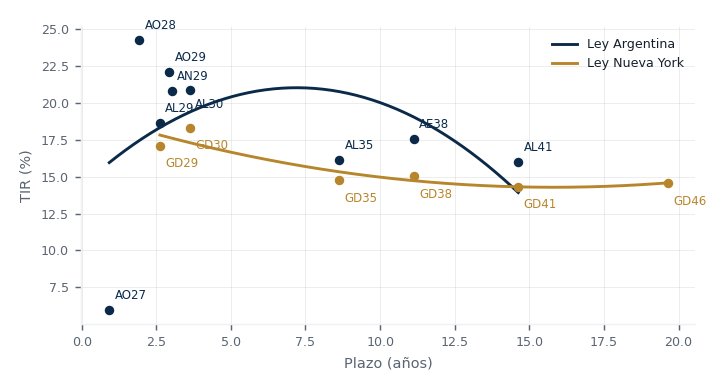 25.0
22.5
20.0
17.5
15.0
12.5
10.0
7.5
TIR (%)
AO28
AO29
AN29
AL30
AL29
GD30
GD29
AL35
GD35
AE38
GD38
AL41
GD41
GD46
AO27
Ley Argentina
Ley Nueva York
0.0 2.5 5.0 7.5 10.0 12.5 15.0 17.5 20.0
Plazo (años)